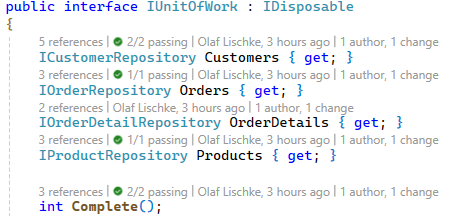 public interface IUnitOfWork : IDisposable
{
5 references | 2/2 passing | Olaf Lischke, 3 hours ago | 1 author, 1 change
ICustomerRepository Customers { get; }
3 references | 1/1 passing | Olaf Lischke, 3 hours ago | 1 author, 1 change
IOrderRepository Orders { get; }
2 references | Olaf Lischke, 3 hours ago | 1 author, 1 change
IOrderDetailRepository OrderDetails { get; }
3 references | 1/1 passing | Olaf Lischke, 3 hours ago | 1 author, 1 change
IProductRepository Products { get; }
3 references | 2/2 passing | Olaf Lischke, 3 hours ago | 1 author, 1 change
int Complete();